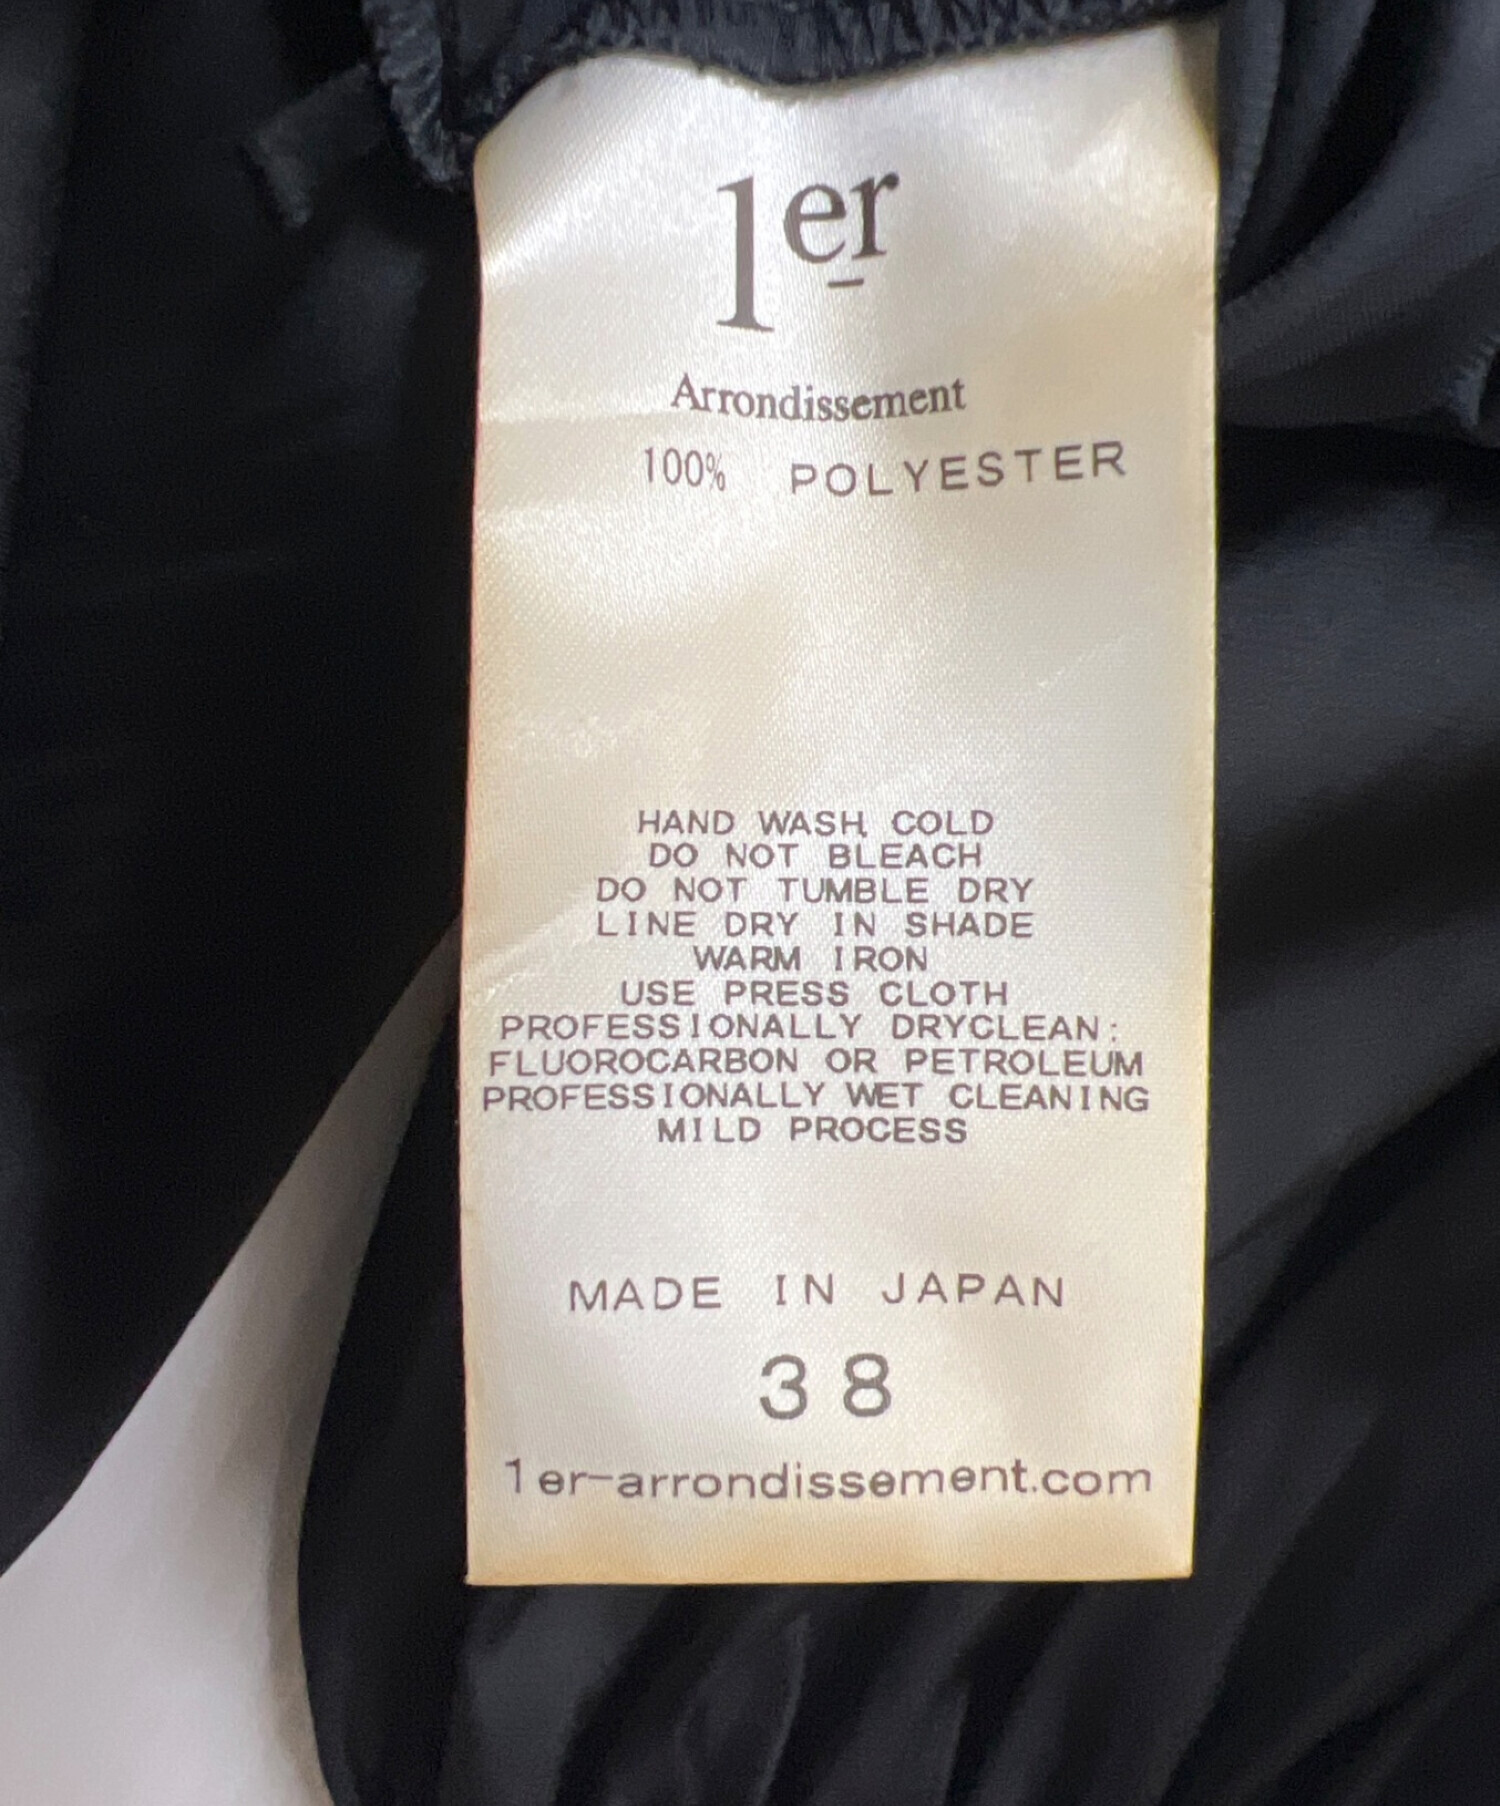 1er
Arrondissement
100% POLYESTER
HAND WASH COLD
DO NOT BLEACH
DO NOT TUMBLE DRY
LINE DRY IN SHADE
WARM IRON
USE PRESS CLOTH
PROFESSIONALLY DRYCLEAN:
FLUOROCARBON OR PETROLEUM
PROFESSIONALLY WET CLEANING
MILD PROCESS
MADE IN JAPAN
38
1er-arrondissement.com